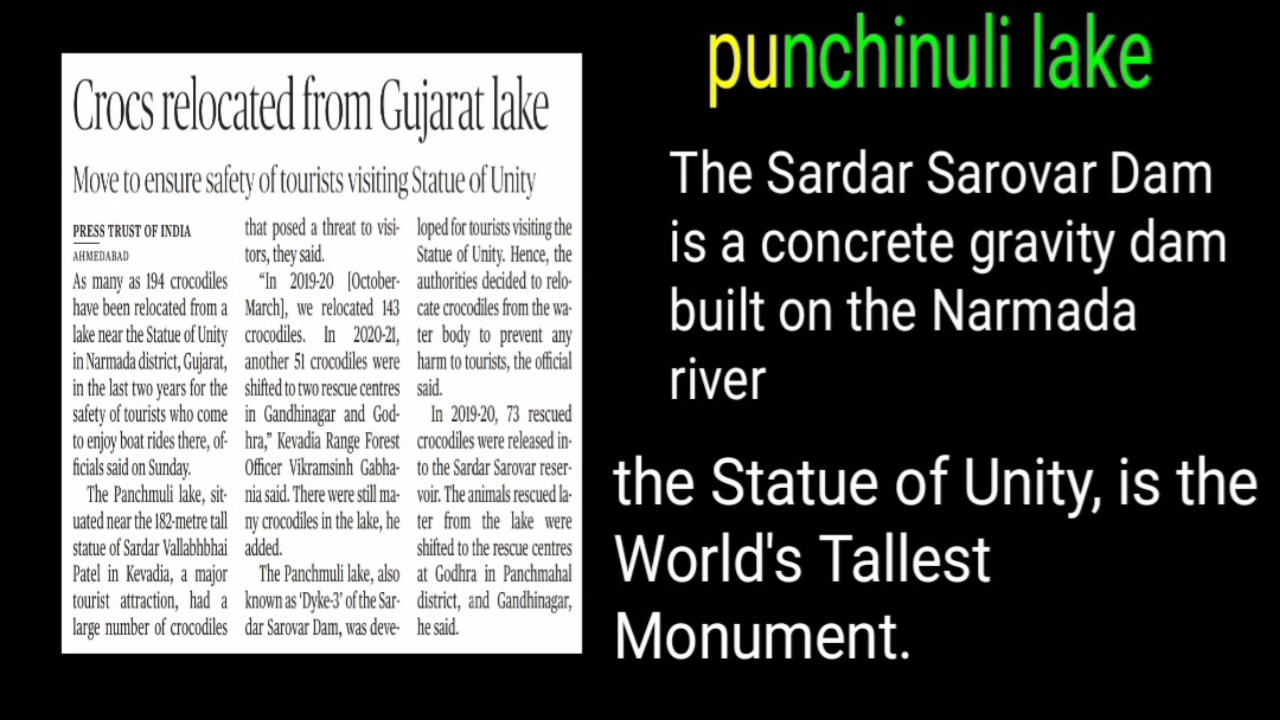 Crocs relocated from Gujarat lake
Move to ensure safety of tourists visiting Statue of Unity
PRESS TRUST OF INDIA
AHMEDABAD
As many as 194 crocodiles
have been relocated from a
lake near the Statue of Unity
in Narmada district, Gujarat,
in the last two years for the
safety of tourists who come
to enjoy boat rides there, of-
ficials said on Sunday.
The Panchmuli lake, sit-
uated near the 182-metre tall
statue of Sardar Vallabhbhai
Patel in Kevadia, a major
tourist attraction, had a
large number of crocodiles
that posed a threat to visi-
tors, they said.
“In 2019-20 [October-
March], we relocated 143
crocodiles. In 2020-21,
another 51 crocodiles were
shifted to two rescue centres
in Gandhinagar and God-
hra,” Kevadia Range Forest
Officer Vikramsinh Gabha-
nia said. There were still ma-
ny crocodiles in the lake, he
added.
The Panchmuli lake, also
known as ‘Dyke-3’ of the Sar-
dar Sarovar Dam, was deve-
loped for tourists visiting the
Statue of Unity. Hence, the
authorities decided to relo-
cate crocodiles from the wa-
ter body to prevent any
harm to tourists, the official
said.
In 2019-20, 73 rescued
crocodiles were released in-
to the Sardar Sarovar reser-
voir. The animals rescued la-
ter from the lake were
shifted to the rescue centres
at Godhra in Panchmahal
district, and Gandhinagar,
he said.
punchinuli lake
The Sardar Sarovar Dam
is a concrete gravity dam
built on the Narmada
river
the Statue of Unity, is the
World's Tallest
Monument.